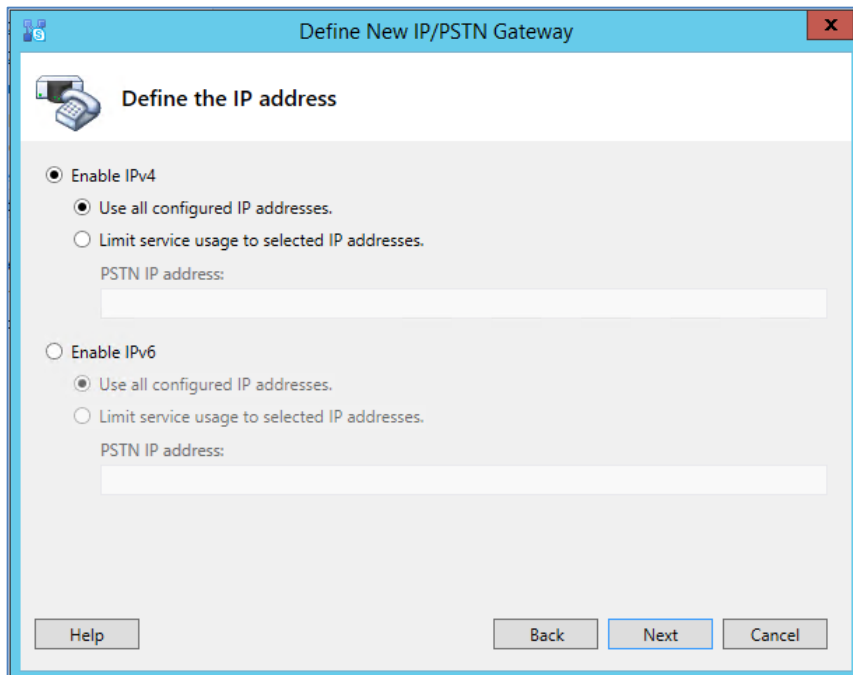 Define New IP/PSTN Gateway
x
Define the IP address
Enable IPv4
Use all configured IP addresses.
Limit service usage to selected IP addresses.
PSTN IP address:
Enable IPv6
Use all configured IP addresses.
Limit service usage to selected IP addresses.
PSTN IP address:
Help
Back
Next
Cancel